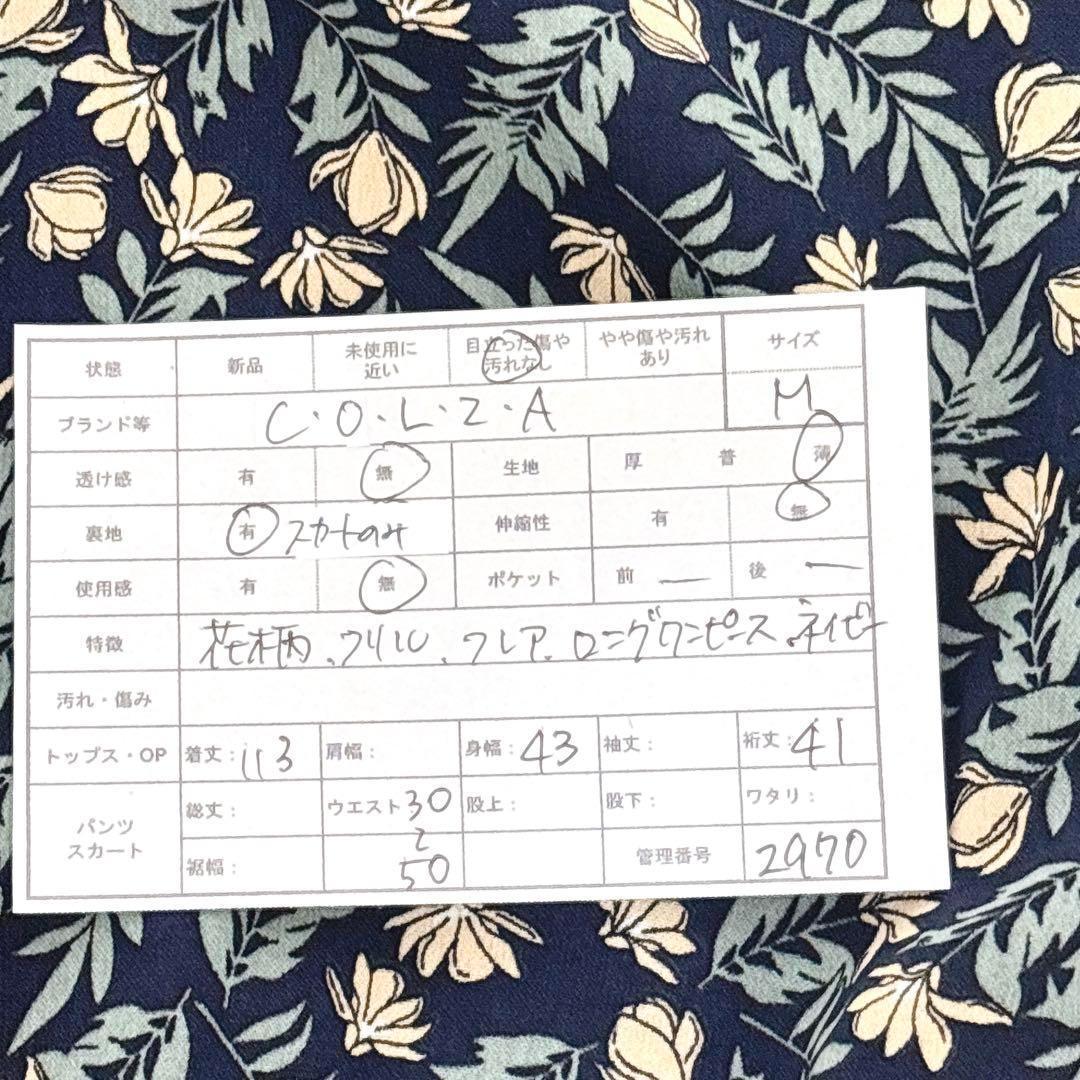 状態 新品 未使用に近い 目立った傷や汚れなし やや傷や汚れあり サイズ
ブランド等 C・O・L・Z・A M
透け感 有 無 生地 厚 普 薄
裏地 有 スカートのみ 伸縮性 有 無
使用感 有 無 ポケット 前 — 後 —
特徴 花柄、フリル、フレア、ロングワンピース、ネイビー
汚れ・傷み
トップス・OP 着丈：113 肩幅： 身幅：43 袖丈： 裄丈：41
パンツ スカート 総丈： ウエスト 30 股上： 股下： ワタリ：
裾幅： 〜 50 管理番号 2970